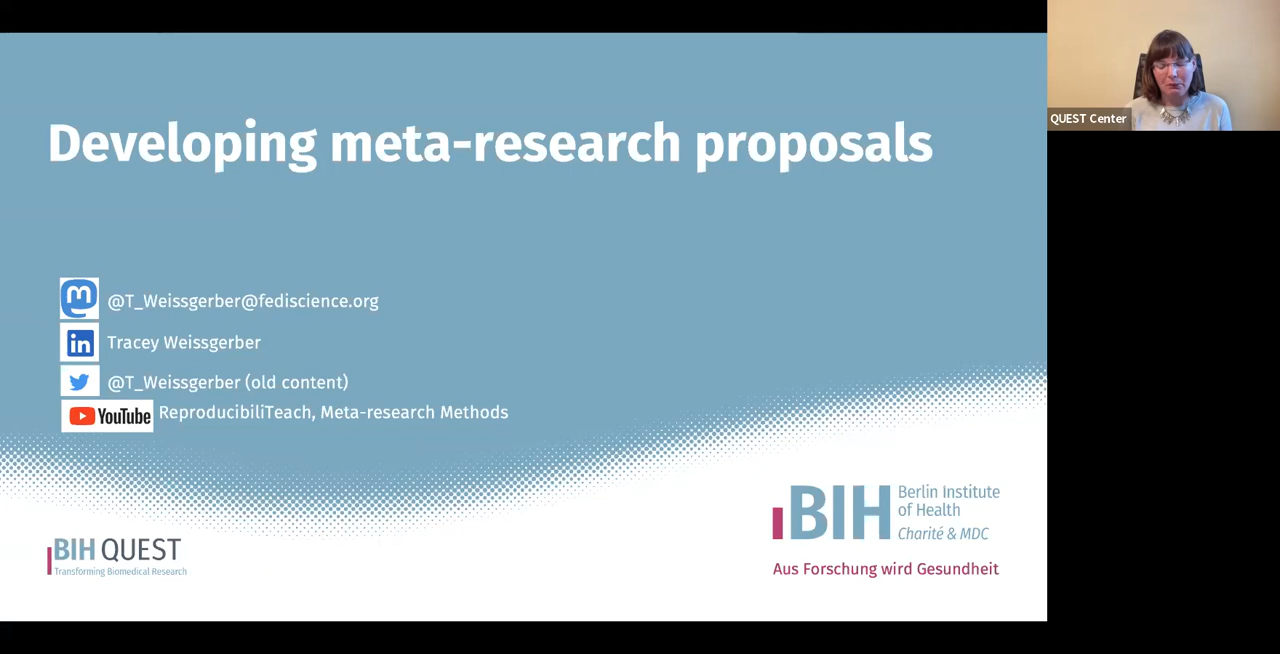 Developing meta-research proposals
@T_Weissgerber@fediscience.org
in
Tracey Weissgerber
@T_Weissgerber (old content)
YouTube
ReproducibiliTeach, Meta-research Methods
BIH
Berlin Institute
of Health
Charité & MDC
Aus Forschung wird Gesundheit
BIH QUEST
Transforming Biomedical Research
QUEST Center